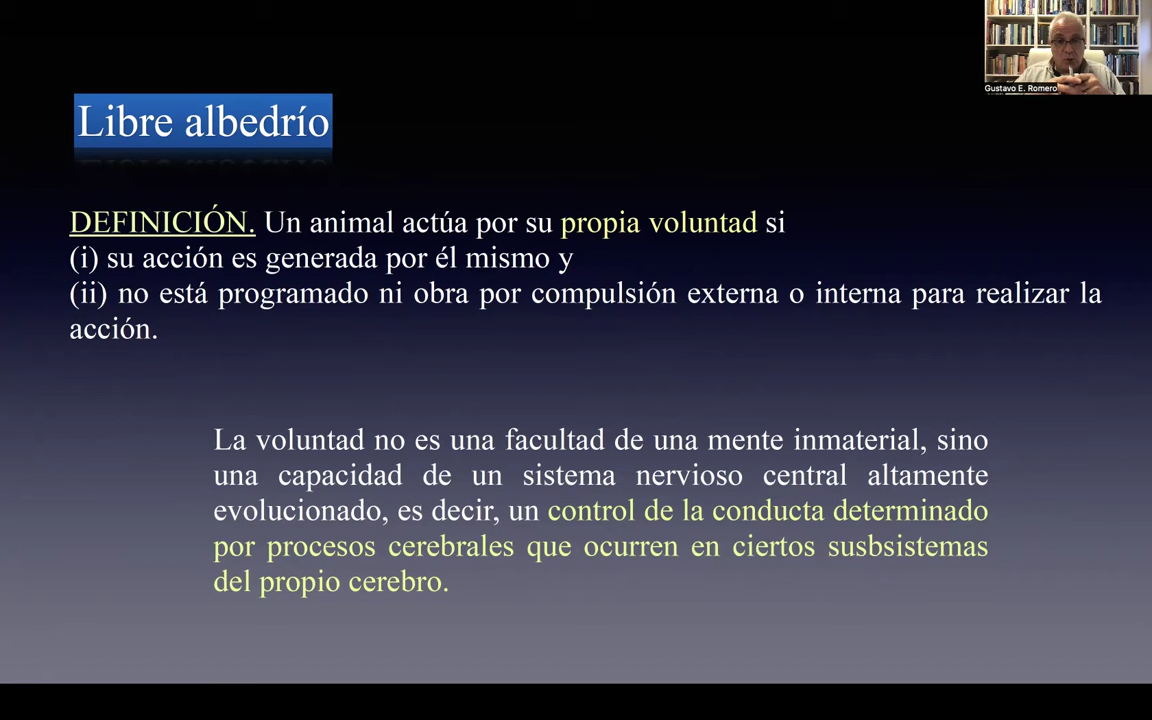 Gustavo E. Romero
Libre albedrío
DEFINICIÓN. Un animal actúa por su propia voluntad si
(i) su acción es generada por él mismo y
(ii) no está programado ni obra por compulsión externa o interna para realizar la
acción.
La voluntad no es una facultad de una mente inmaterial, sino
una capacidad de un sistema nervioso central altamente
evolucionado, es decir, un control de la conducta determinado
por procesos cerebrales que ocurren en ciertos susbsistemas
del propio cerebro.